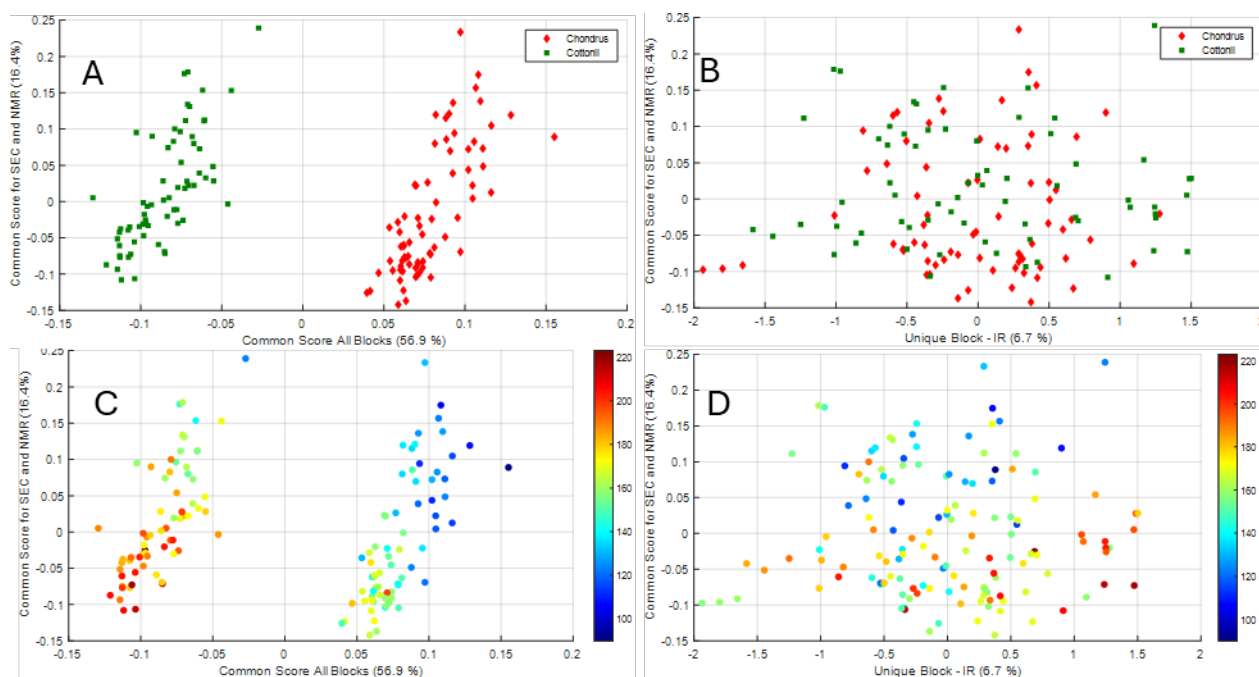 Common Score for SEC and NMR (16.4%)
0.25
0.2
0.15
0.1
0.05
0
-0.05
-0.1
-0.15
A
Chondrus
Cottonii
-0.15 -0.1 -0.05 0 0.05 0.1 0.15 0.2
Common Score All Blocks (56.9 %)
Common Score for SEC and NMR (16.4%)
0.25
0.2
0.15
0.1
0.05
0
-0.05
-0.1
-0.15
B
Chondrus
Cottonii
-2 -1.5 -1 -0.5 0 0.5 1 1.5 2
Unique Block - IR (6.7 %)
Common Score for SEC and NMR (16.4%)
0.25
0.2
0.15
0.1
0.05
0
-0.05
-0.1
-0.15
C
-0.15 -0.1 -0.05 0 0.05 0.1 0.15 0.2
Common Score All Blocks (56.9 %)
220
200
180
160
140
120
100
Common Score for SEC and NMR (16.4%)
0.25
0.2
0.15
0.1
0.05
0
-0.05
-0.1
-0.15
D
-2 -1.5 -1 -0.5 0 0.5 1 1.5 2
Unique Block - IR (6.7 %)
220
200
180
160
140
120
100